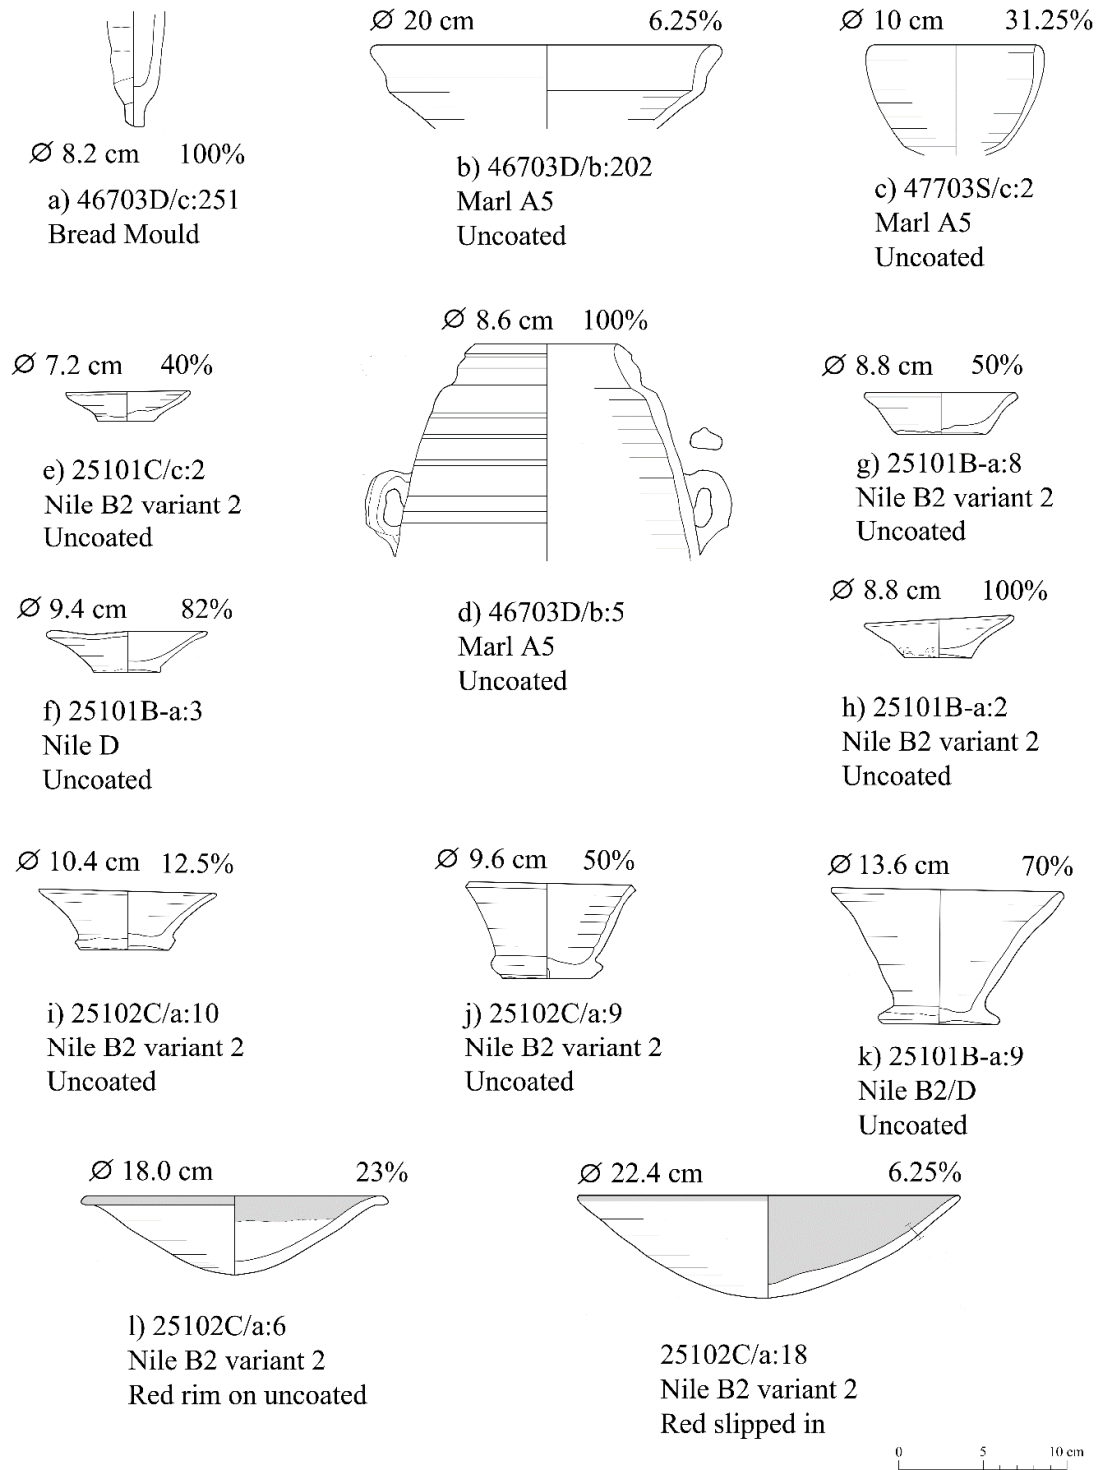 Ø 8.2 cm 100%
a) 46703D/c:251
Bread Mould
Ø 20 cm 6.25%
b) 46703D/b:202
Marl A5
Uncoated
Ø 10 cm 31.25%
c) 47703S/c:2
Marl A5
Uncoated
Ø 8.6 cm 100%
d) 46703D/b:5
Marl A5
Uncoated
Ø 7.2 cm 40%
e) 25101C/c:2
Nile B2 variant 2
Uncoated
Ø 9.4 cm 82%
f) 25101B-a:3
Nile D
Uncoated
Ø 8.8 cm 50%
g) 25101B-a:8
Nile B2 variant 2
Uncoated
Ø 8.8 cm 100%
h) 25101B-a:2
Nile B2 variant 2
Uncoated
Ø 10.4 cm 12.5%
i) 25102C/a:10
Nile B2 variant 2
Uncoated
Ø 9.6 cm 50%
j) 25102C/a:9
Nile B2 variant 2
Uncoated
Ø 13.6 cm 70%
k) 25101B-a:9
Nile B2/D
Uncoated
Ø 18.0 cm 23%
l) 25102C/a:6
Nile B2 variant 2
Red rim on uncoated
Ø 22.4 cm 6.25%
25102C/a:18
Nile B2 variant 2
Red slipped in
0 5 10 cm